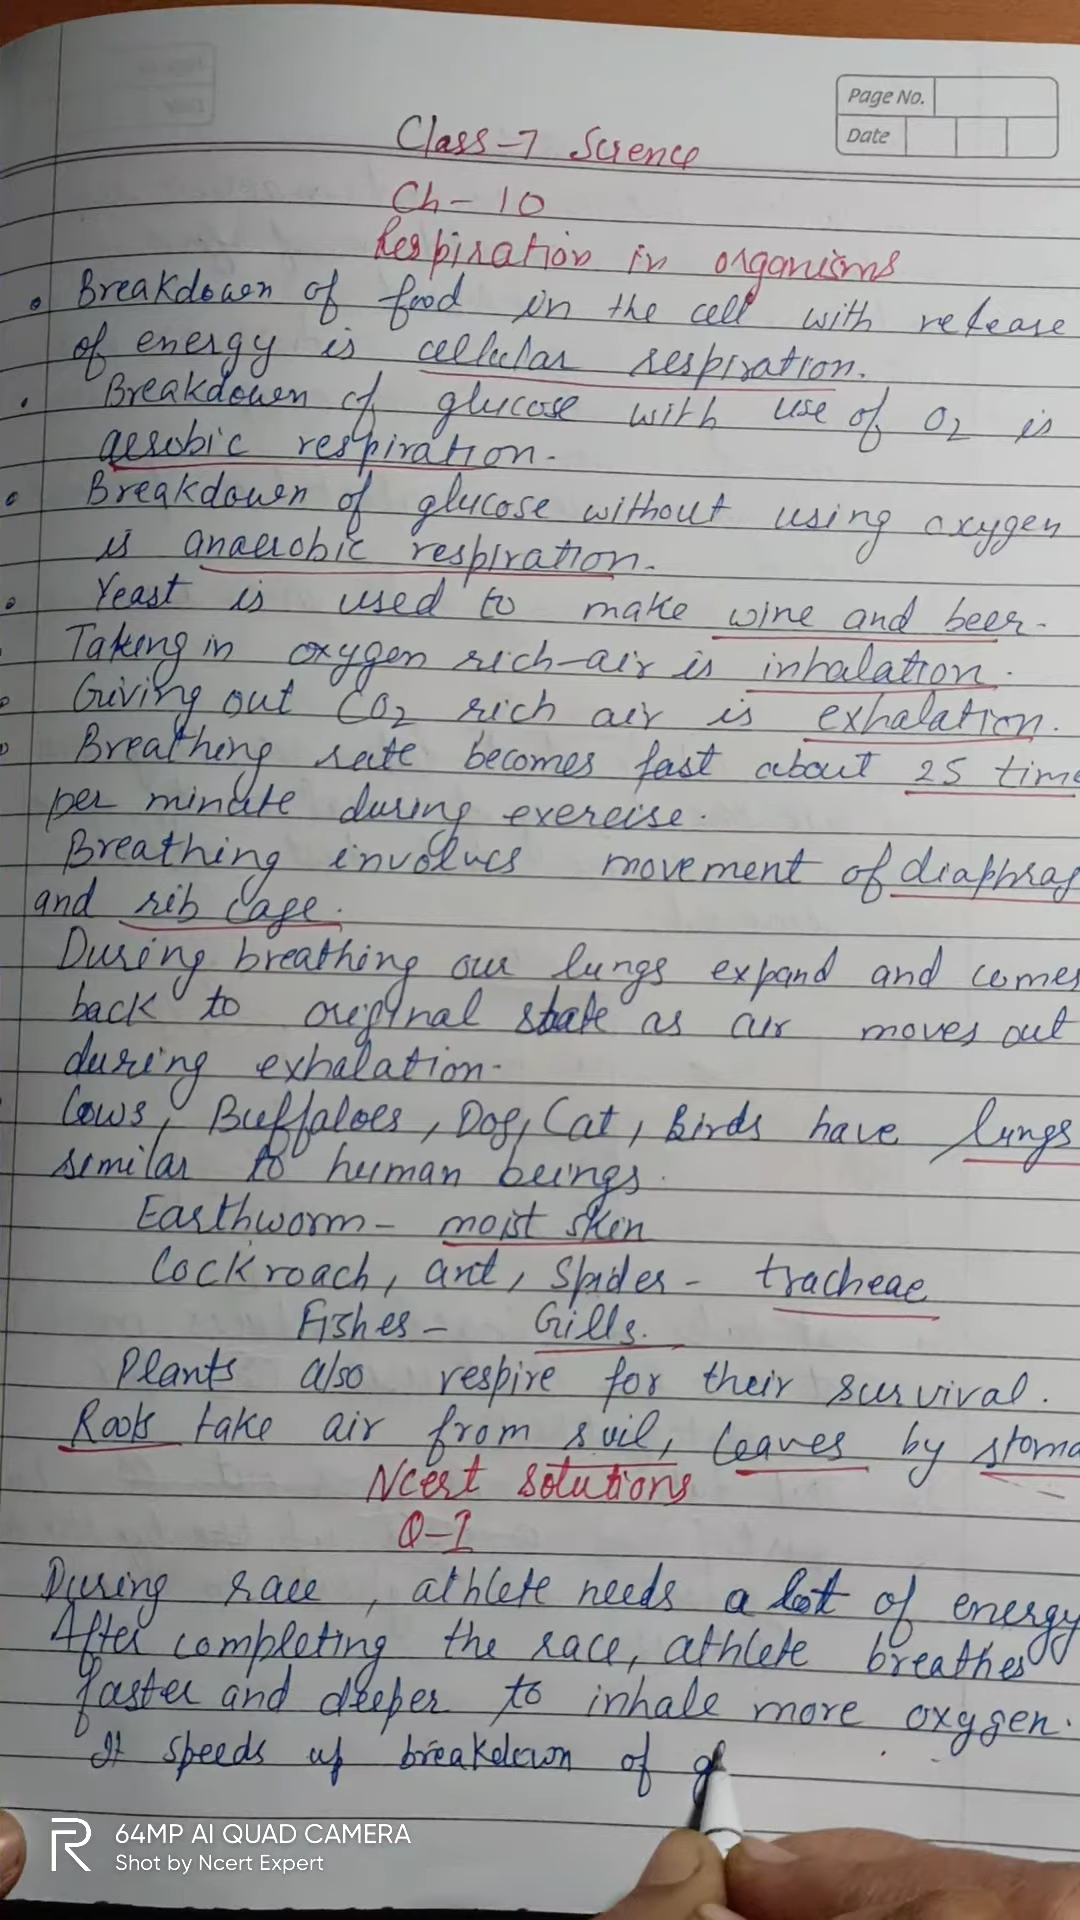 Page No.
Date
Class-7 Science
Ch-10
Respiration in organisms
Breakdown of food in the cell with release
of energy is cellular respiration.
Breakdown of glucose with use of O2 is
aerobic respiration.
Breakdown of glucose without using oxygen
is anaerobic respiration.
Yeast is used to make wine and beer.
Taking in oxygen rich-air is inhalation.
Giving out CO2 rich air is exhalation.
Breathing rate becomes fast about 25 time
per minute during exercise.
Breathing involves movement of diaphrag
and rib cage.
During breathing our lungs expand and comes
back to original state as air moves out
during exhalation.
Cows, Buffaloes, Dog, Cat, Birds have lungs
similar to human beings.
Earthworm - moist skin
Cockroach, ant, Spider - tracheae
Fishes - Gills.
Plants also respire for their survival.
Roots take air from soil, leaves by stoma
Ncert Solutions
Q-1
During race, athlete needs a lot of energy
After completing the race, athlete breathes
faster and deeper to inhale more oxygen.
It speeds up breakdown of g
64MP AI QUAD CAMERA
Shot by Ncert Expert